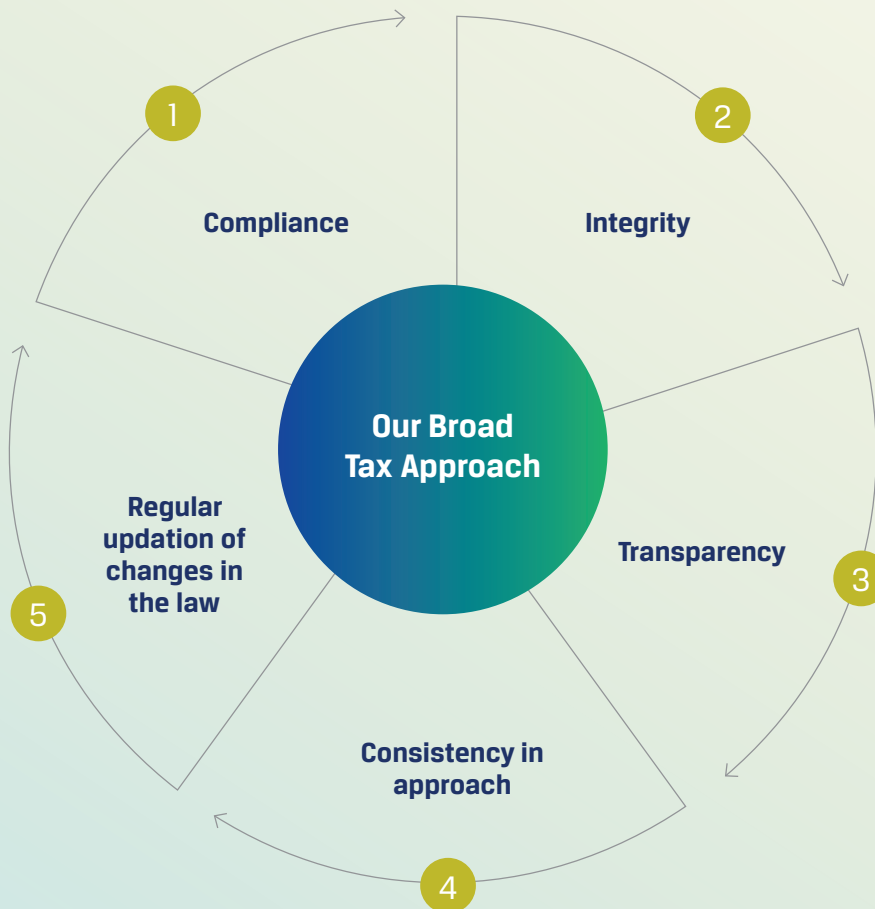 Our Broad
Tax Approach
1
Compliance
2
Integrity
3
Transparency
4
Consistency in
approach
5
Regular
updation of
changes in
the law